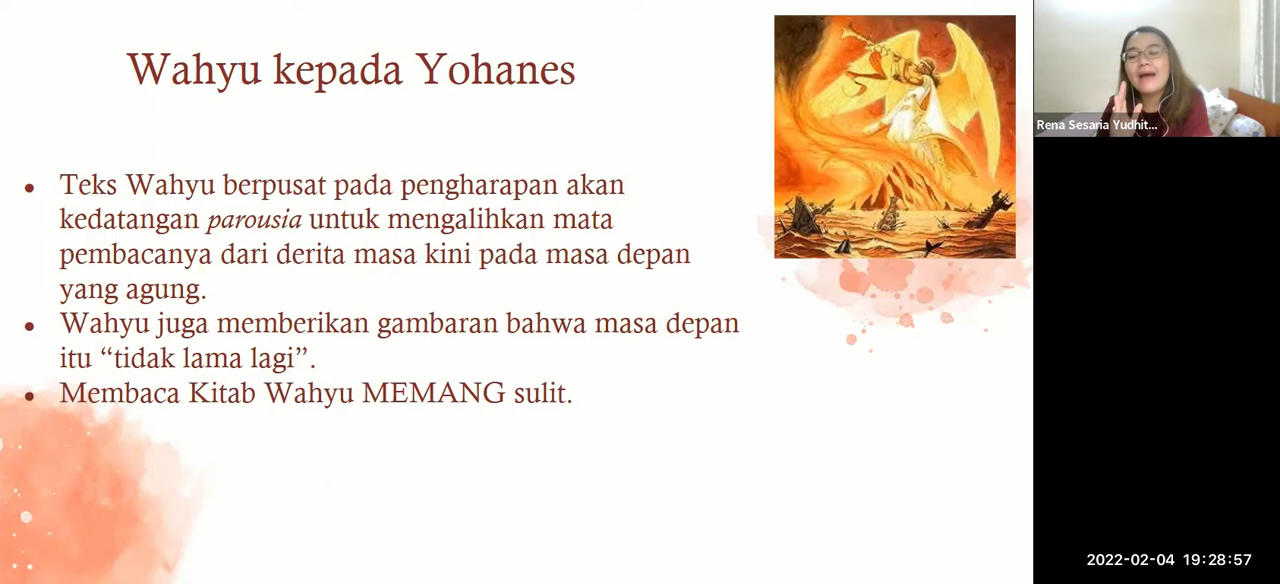 Wahyu kepada Yohanes
Rena Sesaria Yudhit...
• Teks Wahyu berpusat pada pengharapan akan
kedatangan parousia untuk mengalihkan mata
pembacanya dari derita masa kini pada masa depan
yang agung.
• Wahyu juga memberikan gambaran bahwa masa depan
itu “tidak lama lagi”.
• Membaca Kitab Wahyu MEMANG sulit.
2022-02-04 19:28:57